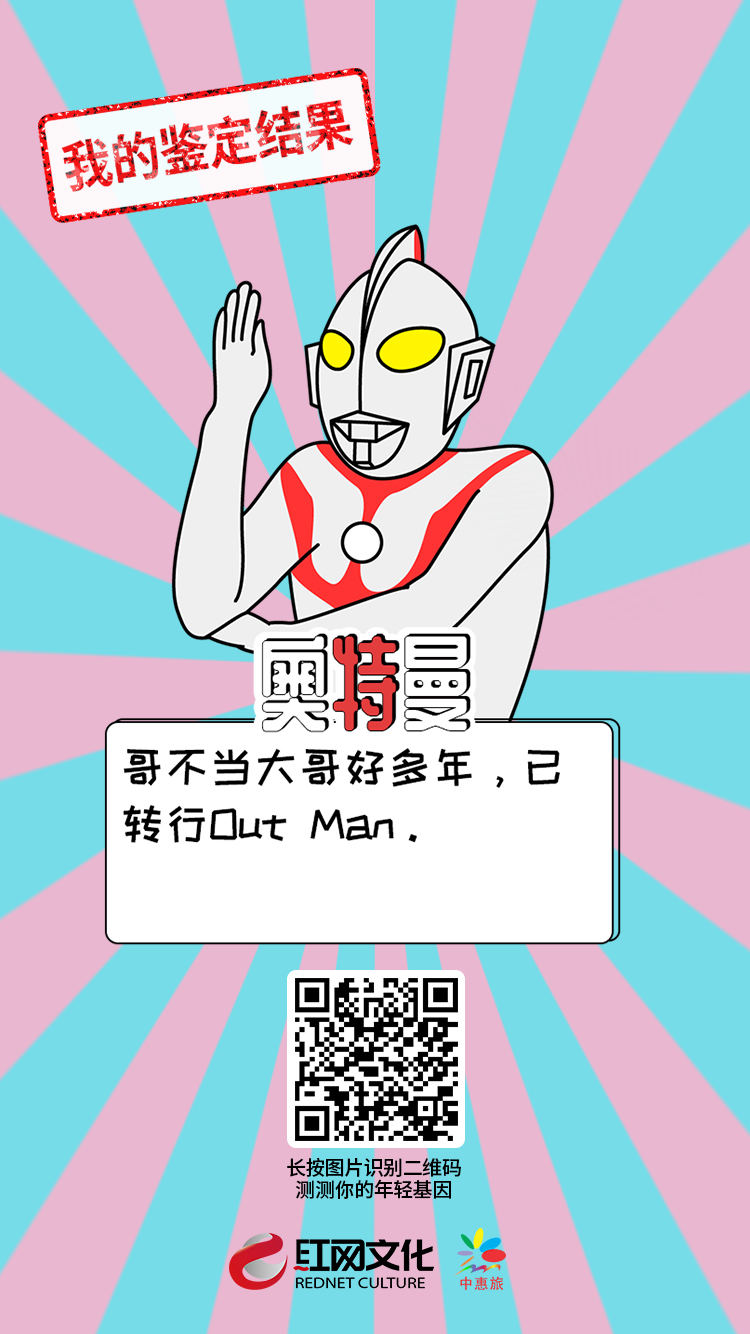 我的鉴定结果
奥特曼
哥不当大哥好多年，已
转行Out Man.
长按图片识别二维码
测测你的年轻基因
红网文化
REDNET CULTURE
中惠旅